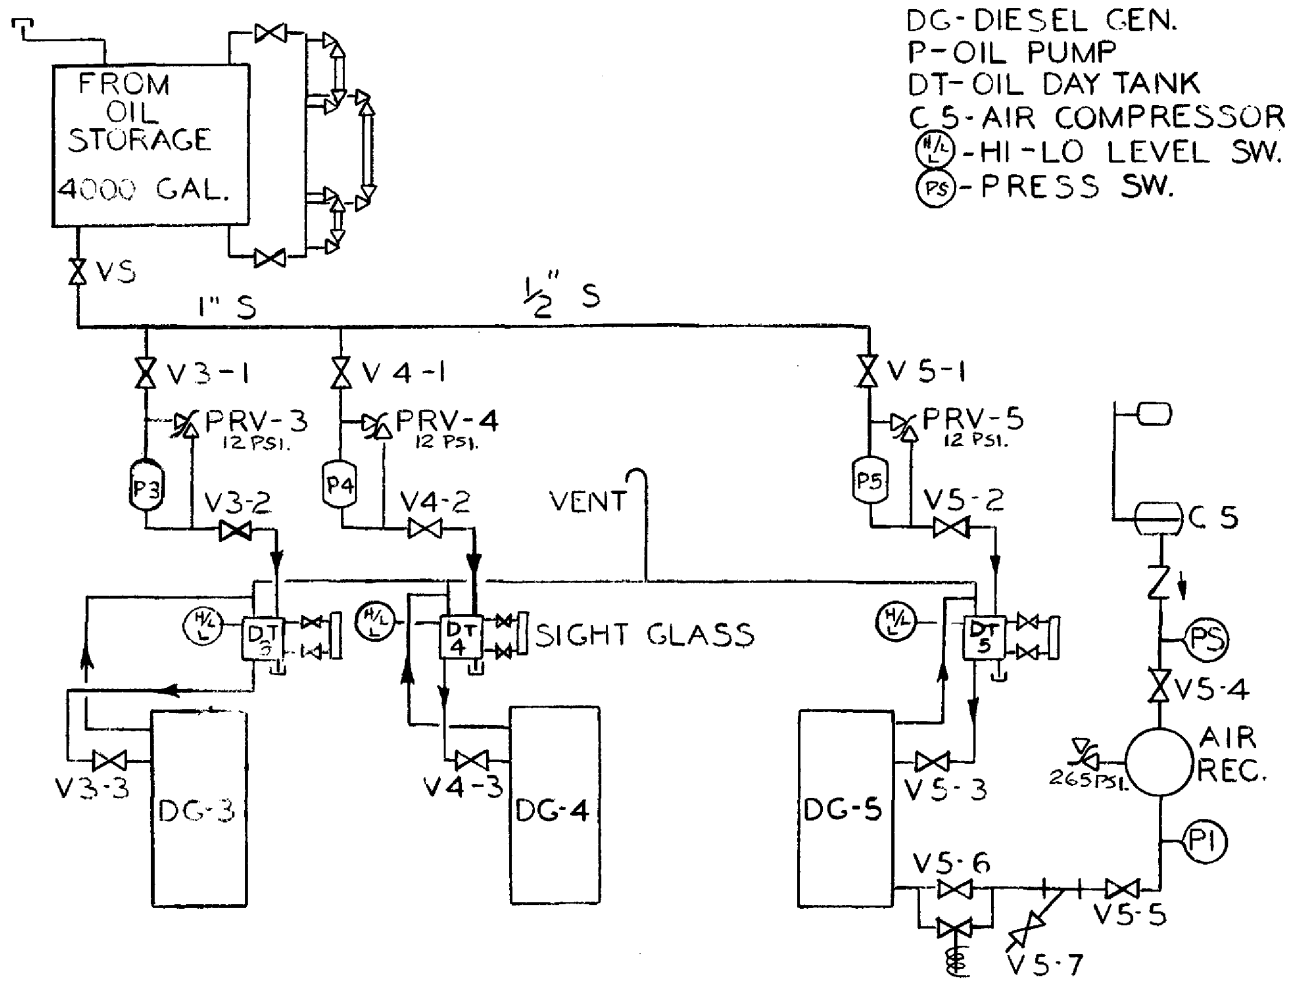 DG-DIESEL GEN.
P-OIL PUMP
DT-OIL DAY TANK
C 5-AIR COMPRESSOR
H/L L -HI-LO LEVEL SW.
PS -PRESS SW.
FROM
OIL
STORAGE
4000 GAL.
VS
1" S
1/2" S
V3-1
V4-1
V5-1
PRV-3
12 PSI.
PRV-4
12 PSI.
PRV-5
12 PSI.
P3
P4
P5
V3-2
V4-2
VENT
V5-2
C 5
H/L L
DT 3
H/L L
DT 4
SIGHT GLASS
H/L L
DT 5
PS
V5-4
AIR
REC.
265 PSI.
V3-3
V4-3
V5-3
DG-3
DG-4
DG-5
PI
V5-6
V5-5
V5-7